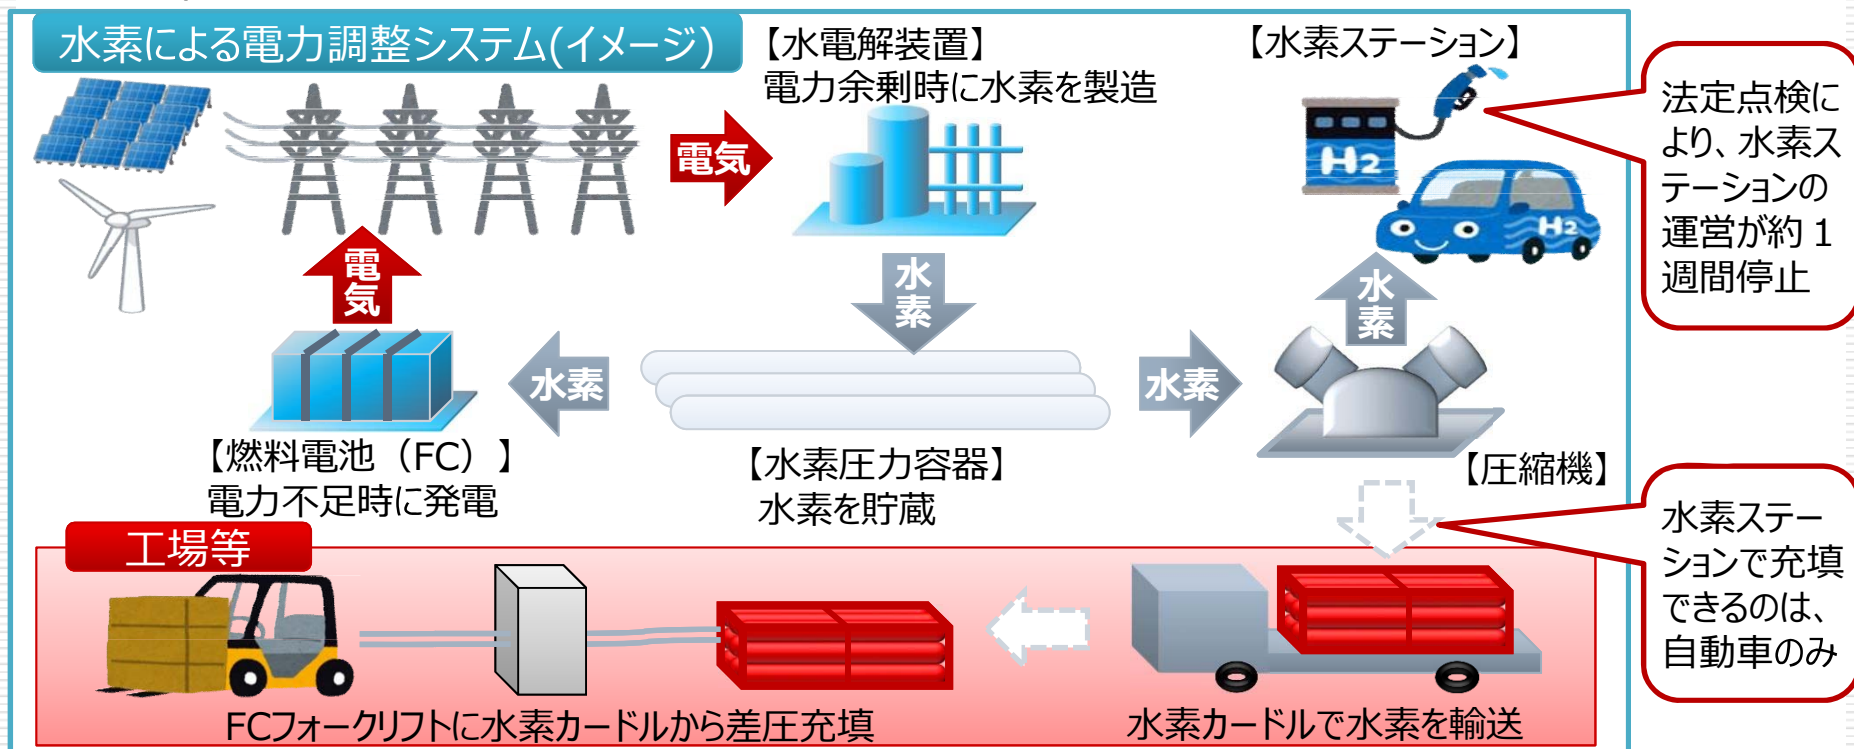 水素による電力調整システム(イメージ)
【水電解装置】
電力余剰時に水素を製造
【水素ステーション】
法定点検に
より、水素ス
テーションの
運営が約１
週間停止
電気
H2
H2
電気
水素
水素
水素
水素
【燃料電池（FC）】
電力不足時に発電
【水素圧力容器】
水素を貯蔵
【圧縮機】
水素ステー
ションで充填
できるのは、
自動車のみ
工場等
FCフォークリフトに水素カードルから差圧充填
水素カードルで水素を輸送